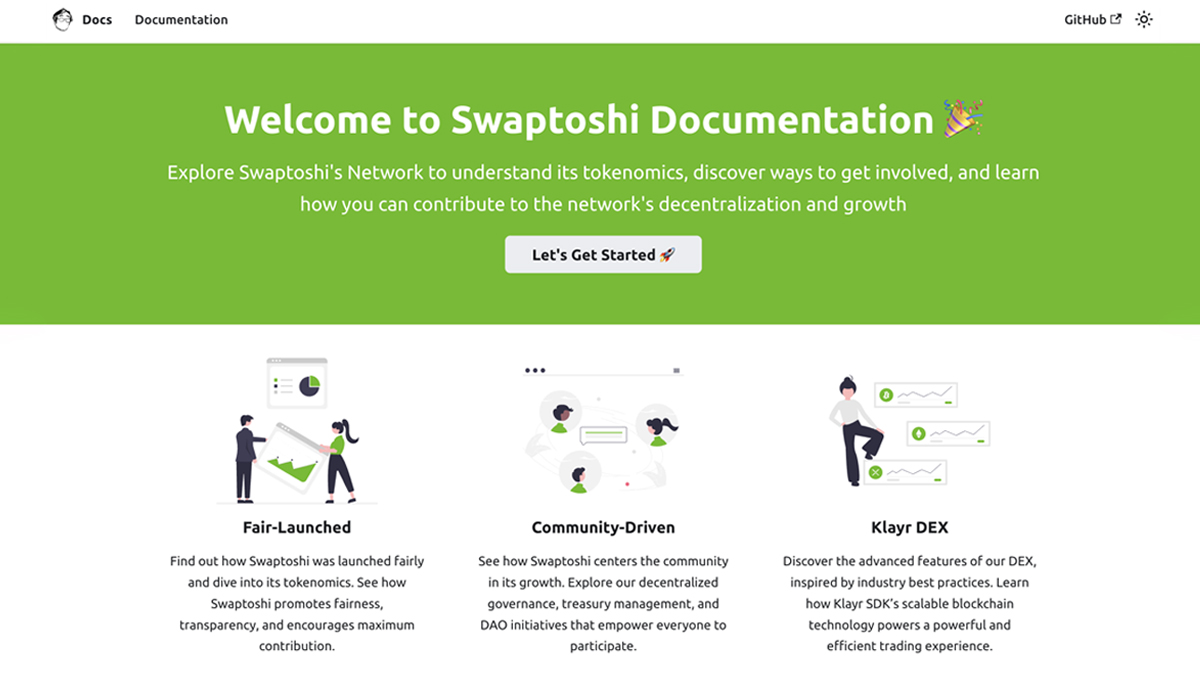 Docs Documentation GitHub
Welcome to Swaptoshi Documentation 🎉
Explore Swaptoshi's Network to understand its tokenomics, discover ways to get involved, and learn
how you can contribute to the network's decentralization and growth
Let's Get Started 🚀
Fair-Launched
Find out how Swaptoshi was launched fairly
and dive into its tokenomics. See how
Swaptoshi promotes fairness,
transparency, and encourages maximum
contribution.
Community-Driven
See how Swaptoshi centers the community
in its growth. Explore our decentralized
governance, treasury management, and
DAO initiatives that empower everyone to
participate.
Klayr DEX
Discover the advanced features of our DEX,
inspired by industry best practices. Learn
how Klayr SDK's scalable blockchain
technology powers a powerful and
efficient trading experience.